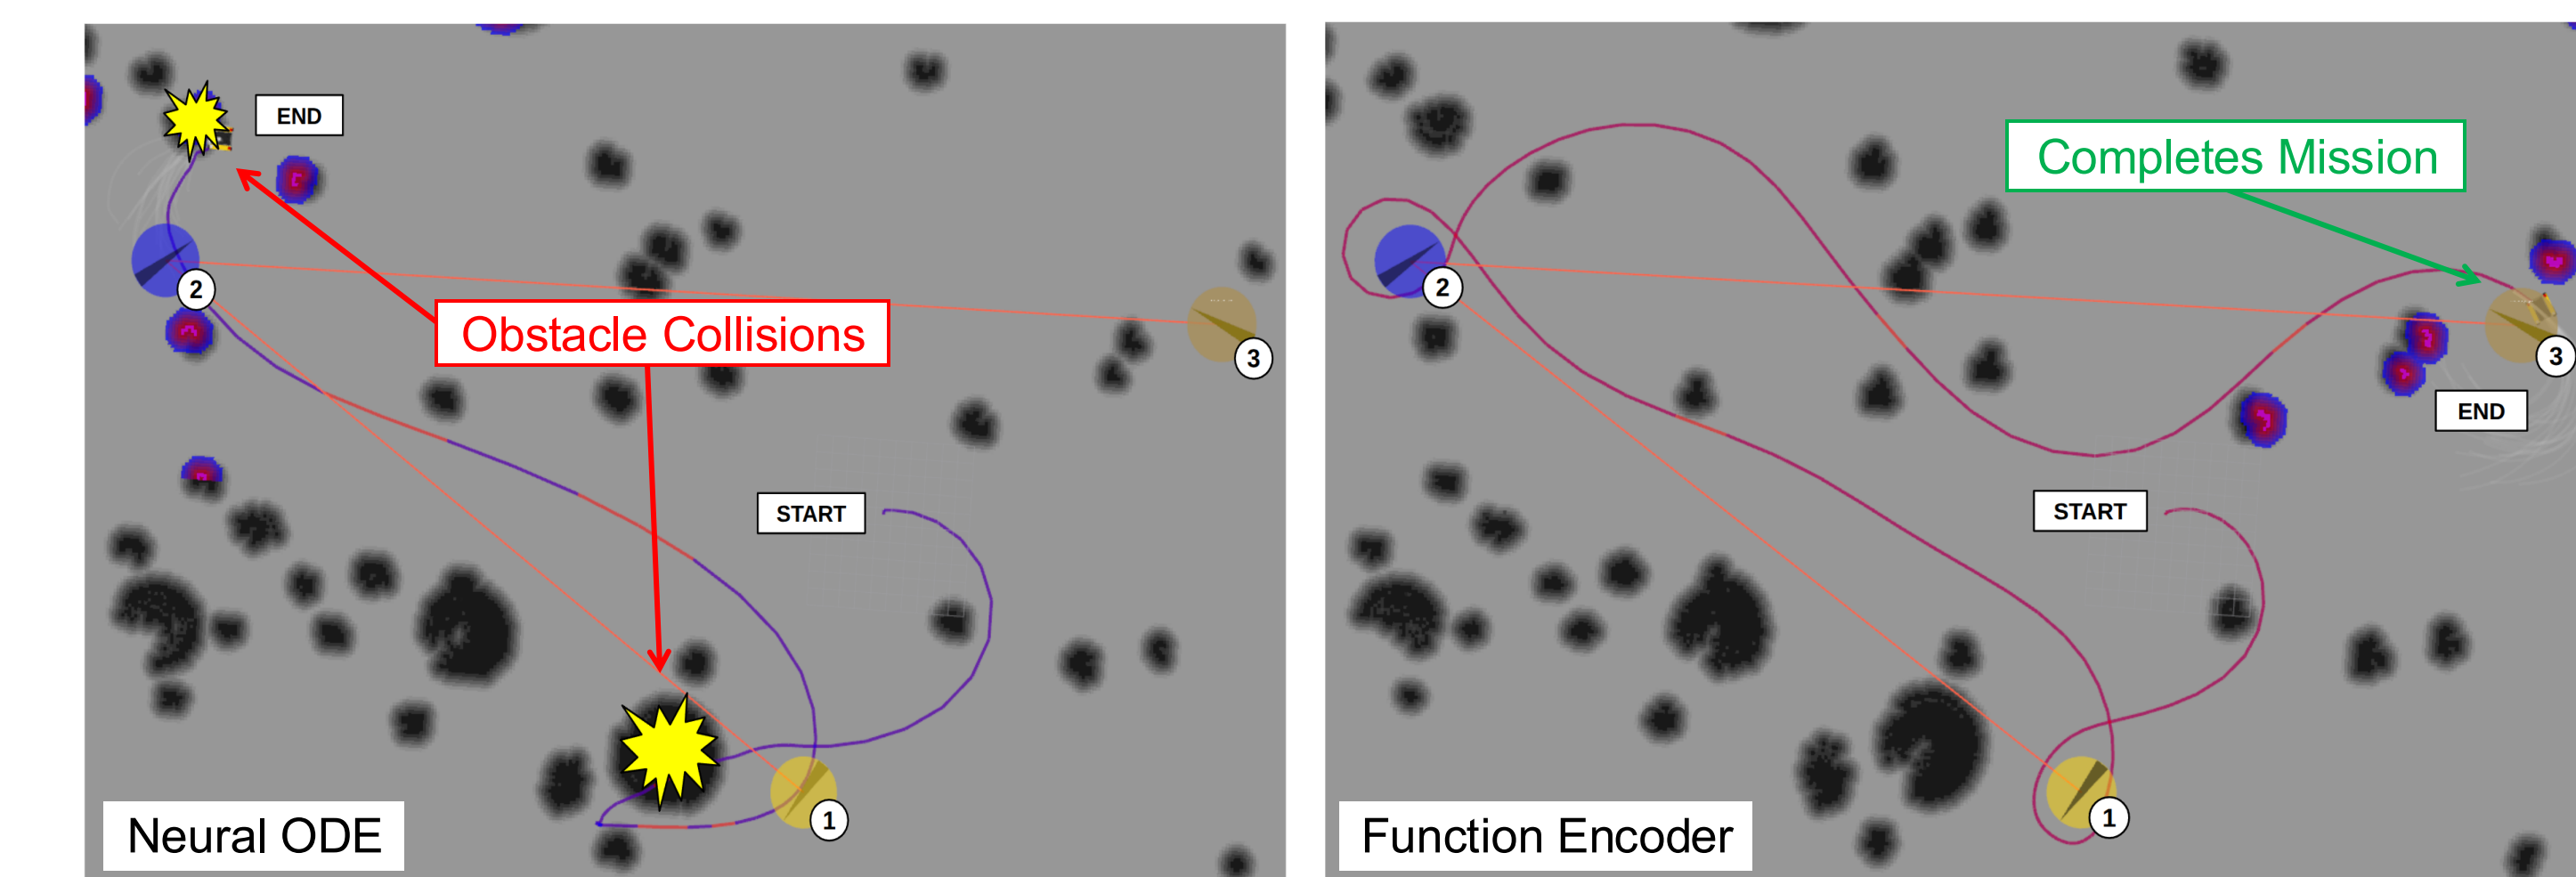 END
2
Obstacle Collisions
3
START
1
Neural ODE
Completes Mission
2
3
END
START
1
Function Encoder